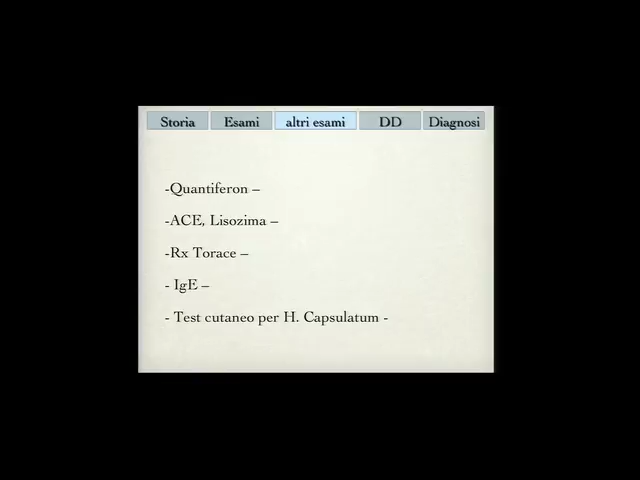 Storia Esami altri esami DD Diagnosi
-Quantiferon –
-ACE, Lisozima –
-Rx Torace –
- IgE –
- Test cutaneo per H. Capsulatum -